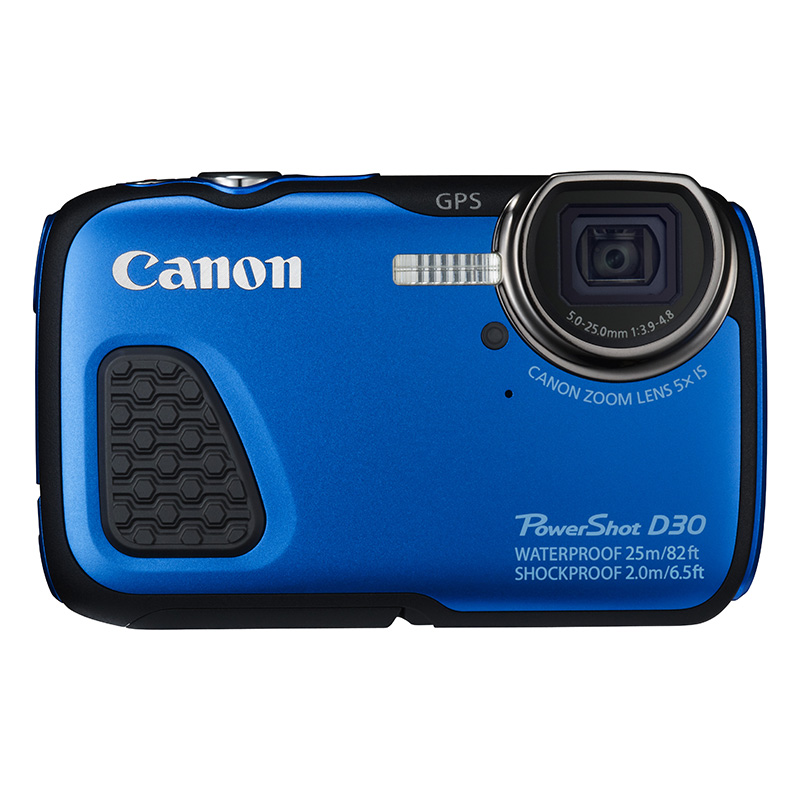 GPS
Canon
5.0-25.0mm 1:3.9-4.8
CANON ZOOM LENS 5x IS
PowerShot D30
WATERPROOF 25m/82ft
SHOCKPROOF 2.0m/6.5ft